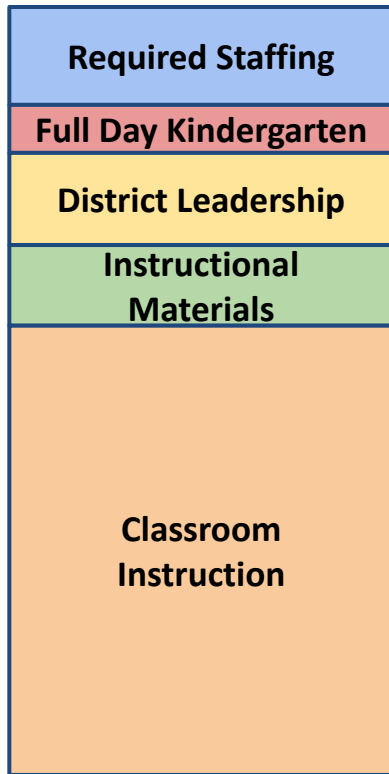 Required Staffing
Full Day Kindergarten
District Leadership
Instructional
Materials
Classroom
Instruction